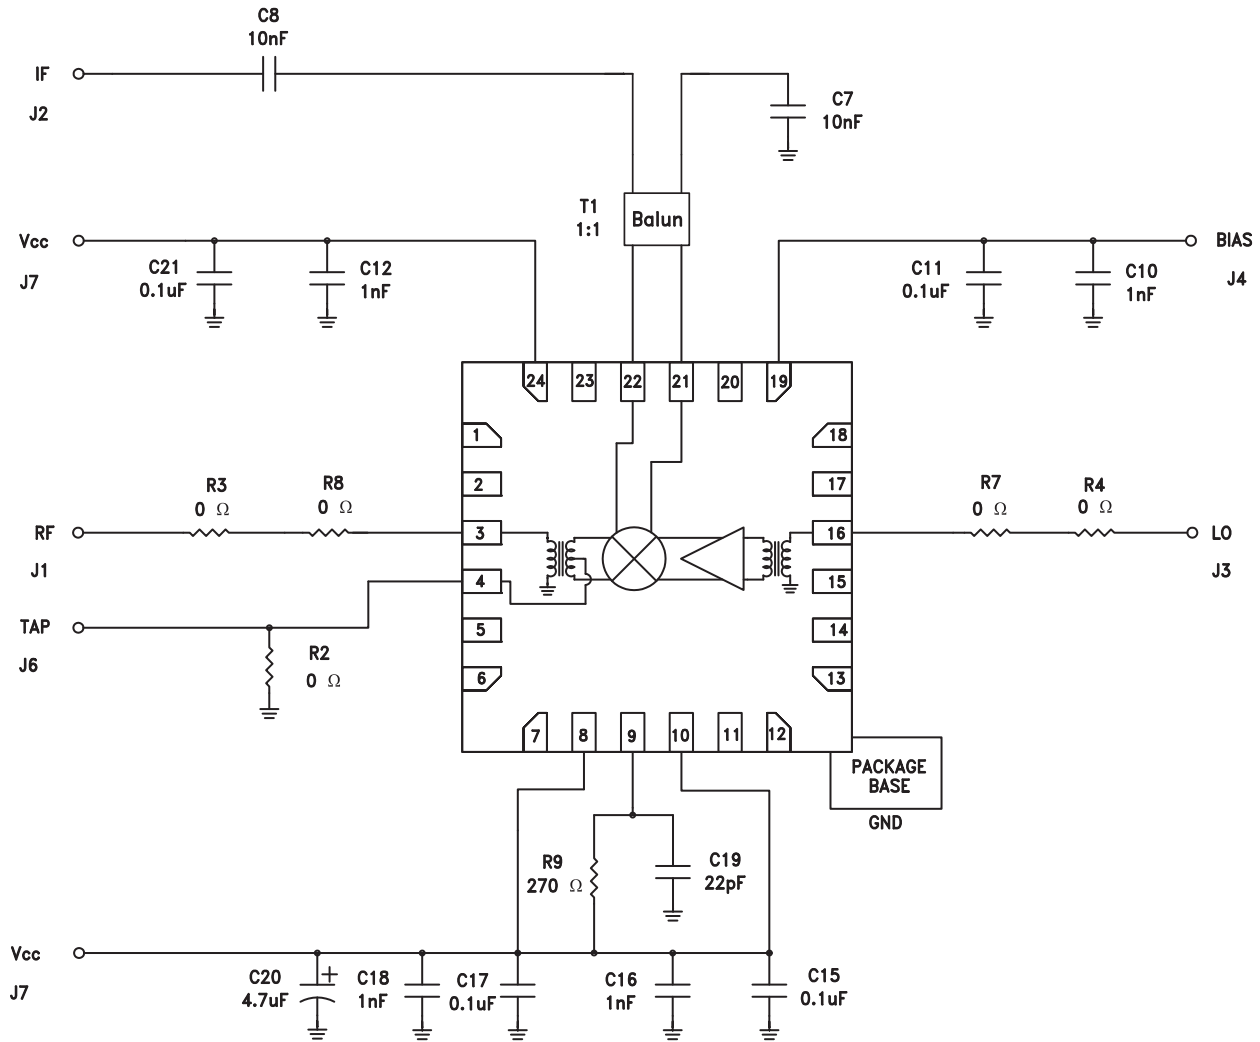 C8
10nF
IF
J2
C7
10nF
T1
1:1
Balun
Vcc
J7
C21
0.1uF
C12
1nF
C11
0.1uF
C10
1nF
BIAS
J4
24
23
22
21
20
19
1
2
3
4
5
6
18
17
16
15
14
13
R3
0 Ω
R8
0 Ω
RF
J1
R7
0 Ω
R4
0 Ω
LO
J3
TAP
J6
R2
0 Ω
7
8
9
10
11
12
PACKAGE
BASE
GND
R9
270 Ω
C19
22pF
Vcc
J7
C20
4.7uF
+
C18
1nF
C17
0.1uF
C16
1nF
C15
0.1uF